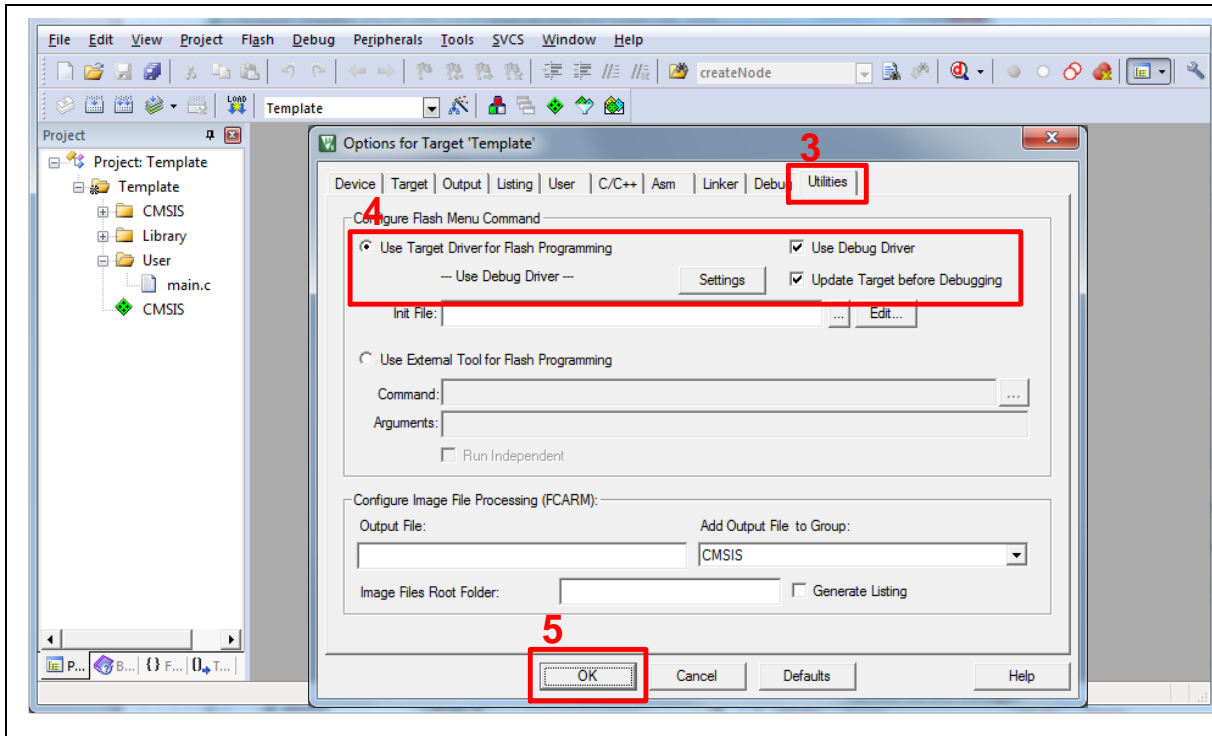 File Edit View Project Flash Debug Peripherals Tools SVCS Window Help
createNode
LOAD Template
Project
Project: Template
Template
CMSIS
Library
User
main.c
CMSIS
P... B... {} F... 0 T...
Options for Target 'Template'
3
Device Target Output Listing User C/C++ Asm Linker Debug Utilities
4
Configure Flash Menu Command
Use Target Driver for Flash Programming Use Debug Driver
--- Use Debug Driver --- Settings Update Target before Debugging
Init File: ... Edit...
Use External Tool for Flash Programming
Command: ...
Arguments:
Run Independent
Configure Image File Processing (FCARM):
Output File: Add Output File to Group:
CMSIS
Image Files Root Folder: Generate Listing
5
OK Cancel Defaults Help